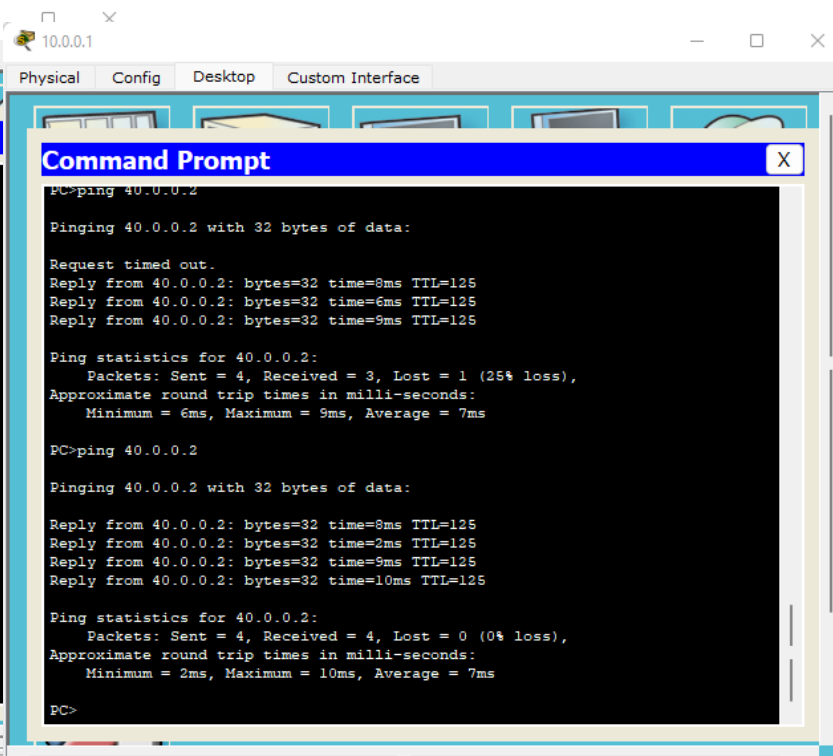 10.0.0.1
Physical Config Desktop Custom Interface
Command Prompt X
PC>ping 40.0.0.2
Pinging 40.0.0.2 with 32 bytes of data:
Request timed out.
Reply from 40.0.0.2: bytes=32 time=8ms TTL=125
Reply from 40.0.0.2: bytes=32 time=6ms TTL=125
Reply from 40.0.0.2: bytes=32 time=9ms TTL=125
Ping statistics for 40.0.0.2:
Packets: Sent = 4, Received = 3, Lost = 1 (25% loss),
Approximate round trip times in milli-seconds:
Minimum = 6ms, Maximum = 9ms, Average = 7ms
PC>ping 40.0.0.2
Pinging 40.0.0.2 with 32 bytes of data:
Reply from 40.0.0.2: bytes=32 time=8ms TTL=125
Reply from 40.0.0.2: bytes=32 time=2ms TTL=125
Reply from 40.0.0.2: bytes=32 time=9ms TTL=125
Reply from 40.0.0.2: bytes=32 time=10ms TTL=125
Ping statistics for 40.0.0.2:
Packets: Sent = 4, Received = 4, Lost = 0 (0% loss),
Approximate round trip times in milli-seconds:
Minimum = 2ms, Maximum = 10ms, Average = 7ms
PC>